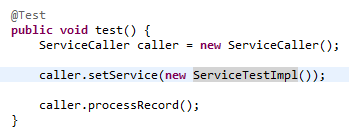 @Test
public void test() {
    ServiceCaller caller = new ServiceCaller();
    caller.setService(new ServiceTestImpl());
    caller.processRecord();
}